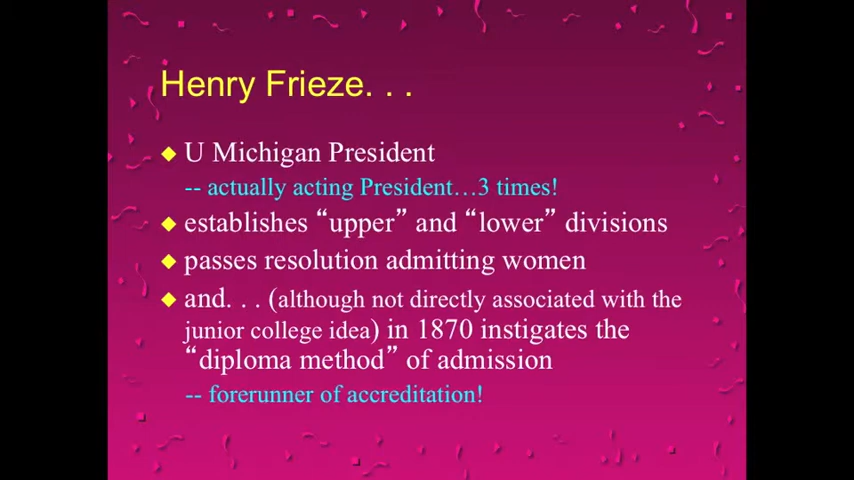 Henry Frieze. . .
◆ U Michigan President
-- actually acting President…3 times!
◆ establishes “upper” and “lower” divisions
◆ passes resolution admitting women
◆ and. . . (although not directly associated with the
junior college idea) in 1870 instigates the
“diploma method” of admission
-- forerunner of accreditation!